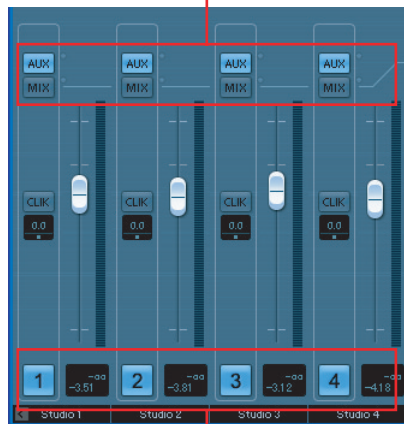 AUX AUX AUX AUX
MIX MIX MIX MIX
CLIK CLIK CLIK CLIK
0.0 0.0 0.0 0.0
-oo -oo -oo -oo
1 -3.51 2 -3.81 3 -3.12 4 -4.18
Studio 1 Studio 2 Studio 3 Studio 4